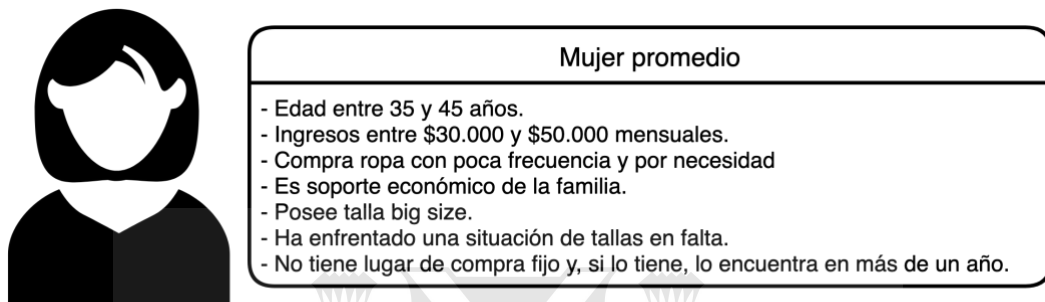 Mujer promedio
- Edad entre 35 y 45 años.
- Ingresos entre $30.000 y $50.000 mensuales.
- Compra ropa con poca frecuencia y por necesidad
- Es soporte económico de la familia.
- Posee talla big size.
- Ha enfrentado una situación de tallas en falta.
- No tiene lugar de compra fijo y, si lo tiene, lo encuentra en más de un año.